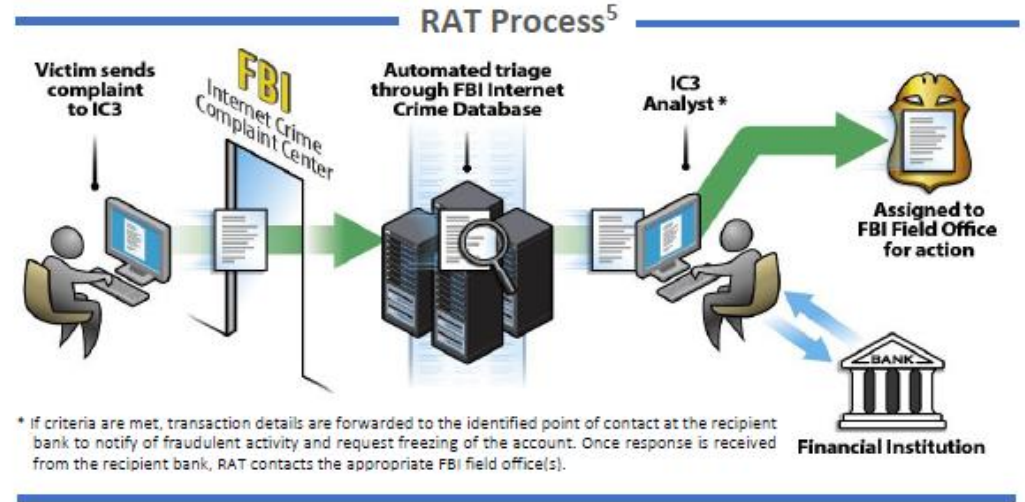 RAT Process5
Victim sends
complaint
to IC3
FBI
Internet Crime
Complaint Center
Automated triage
through FBI Internet
Crime Database
IC3
Analyst *
Assigned to
FBI Field Office
for action
BANK
Financial Institution
* If criteria are met, transaction details are forwarded to the identified point of contact at the recipient
bank to notify of fraudulent activity and request freezing of the account. Once response is received
from the recipient bank, RAT contacts the appropriate FBI field office(s).